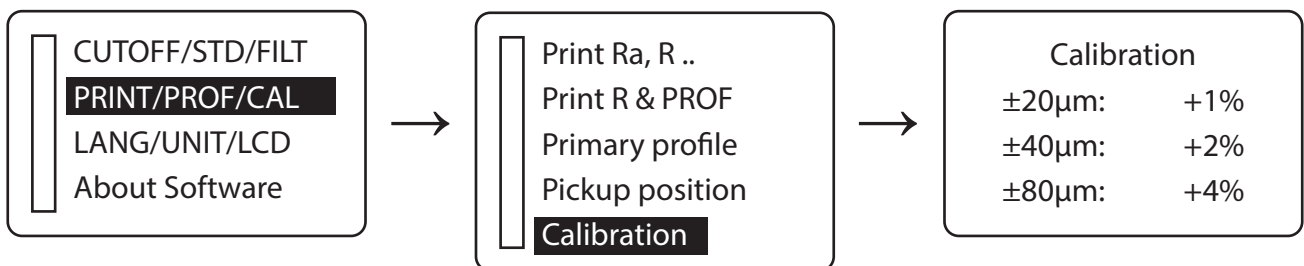 CUTOFF/STD/FILT
PRINT/PROF/CAL
LANG/UNIT/LCD
About Software
Print Ra, R ..
Print R & PROF
Primary profile
Pickup position
Calibration
Calibration
±20µm: +1%
±40µm: +2%
±80µm: +4%